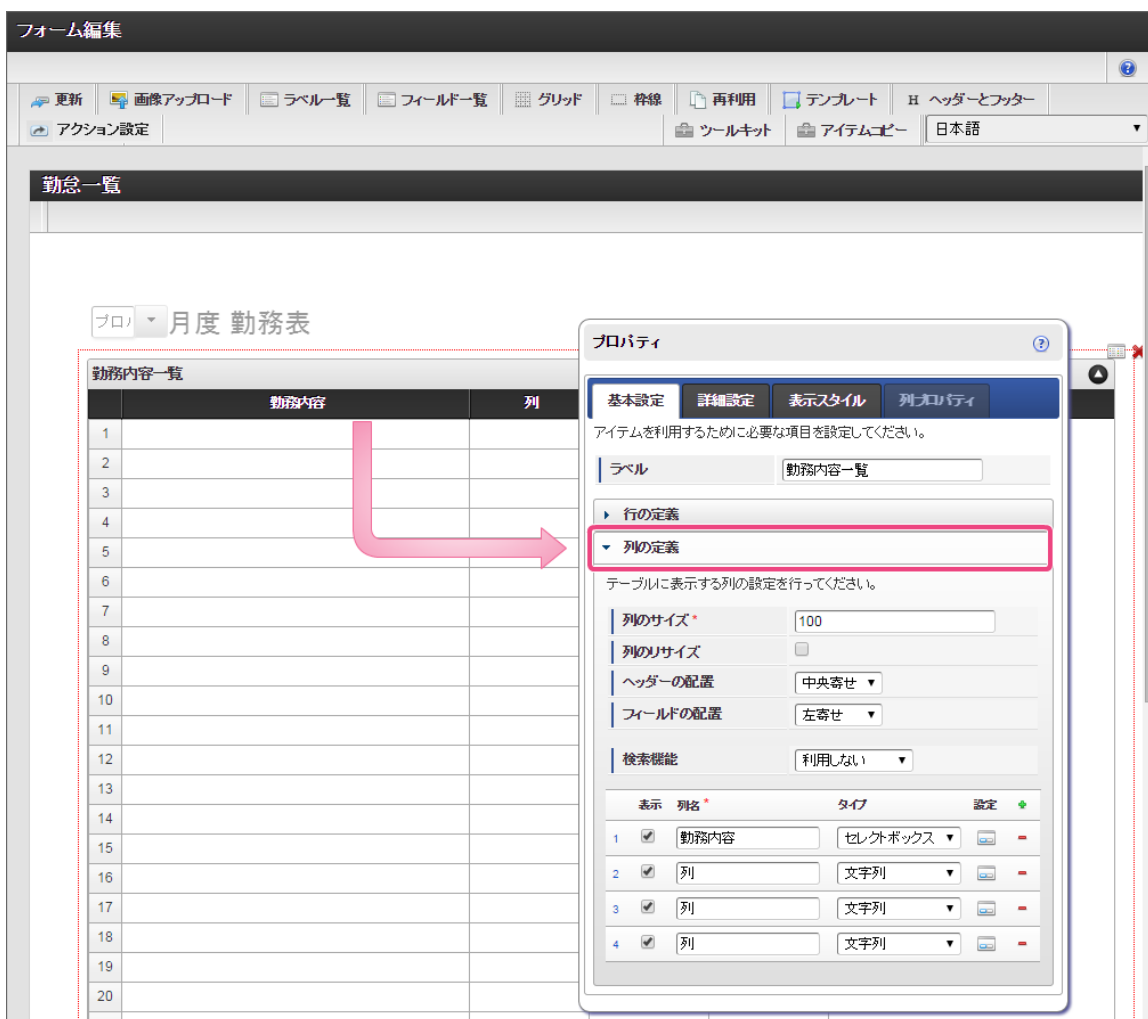 フォーム編集
更新 画像アップロード ラベル一覧 フィールド一覧 グリッド 枠線 再利用 テンプレート H ヘッダーとフッター
アクション設定 ツールキット アイテムコピー 日本語
勤怠一覧
月度 勤務表
勤務内容一覧
勤務内容 列
1
2
3
4
5
6
7
8
9
10
11
12
13
14
15
16
17
18
19
20
プロパティ
基本設定 詳細設定 表示スタイル 列プロパティ
アイテムを利用するために必要な項目を設定してください。
ラベル 勤務内容一覧
行の定義
列の定義
テーブルに表示する列の設定を行ってください。
列のサイズ* 100
列のリサイズ
ヘッダーの配置 中央寄せ
フィールドの配置 左寄せ
検索機能 利用しない
表示 列名* タイプ 設定
1 勤務内容 セレクトボックス
2 列 文字列
3 列 文字列
4 列 文字列